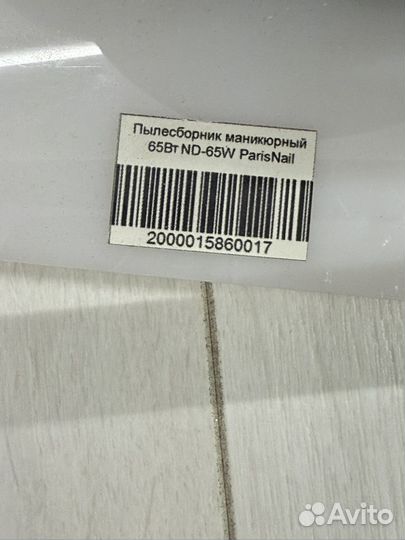 Пылесборник маникюрный
65Вт ND-65W ParisNail
2000015860017
Avito